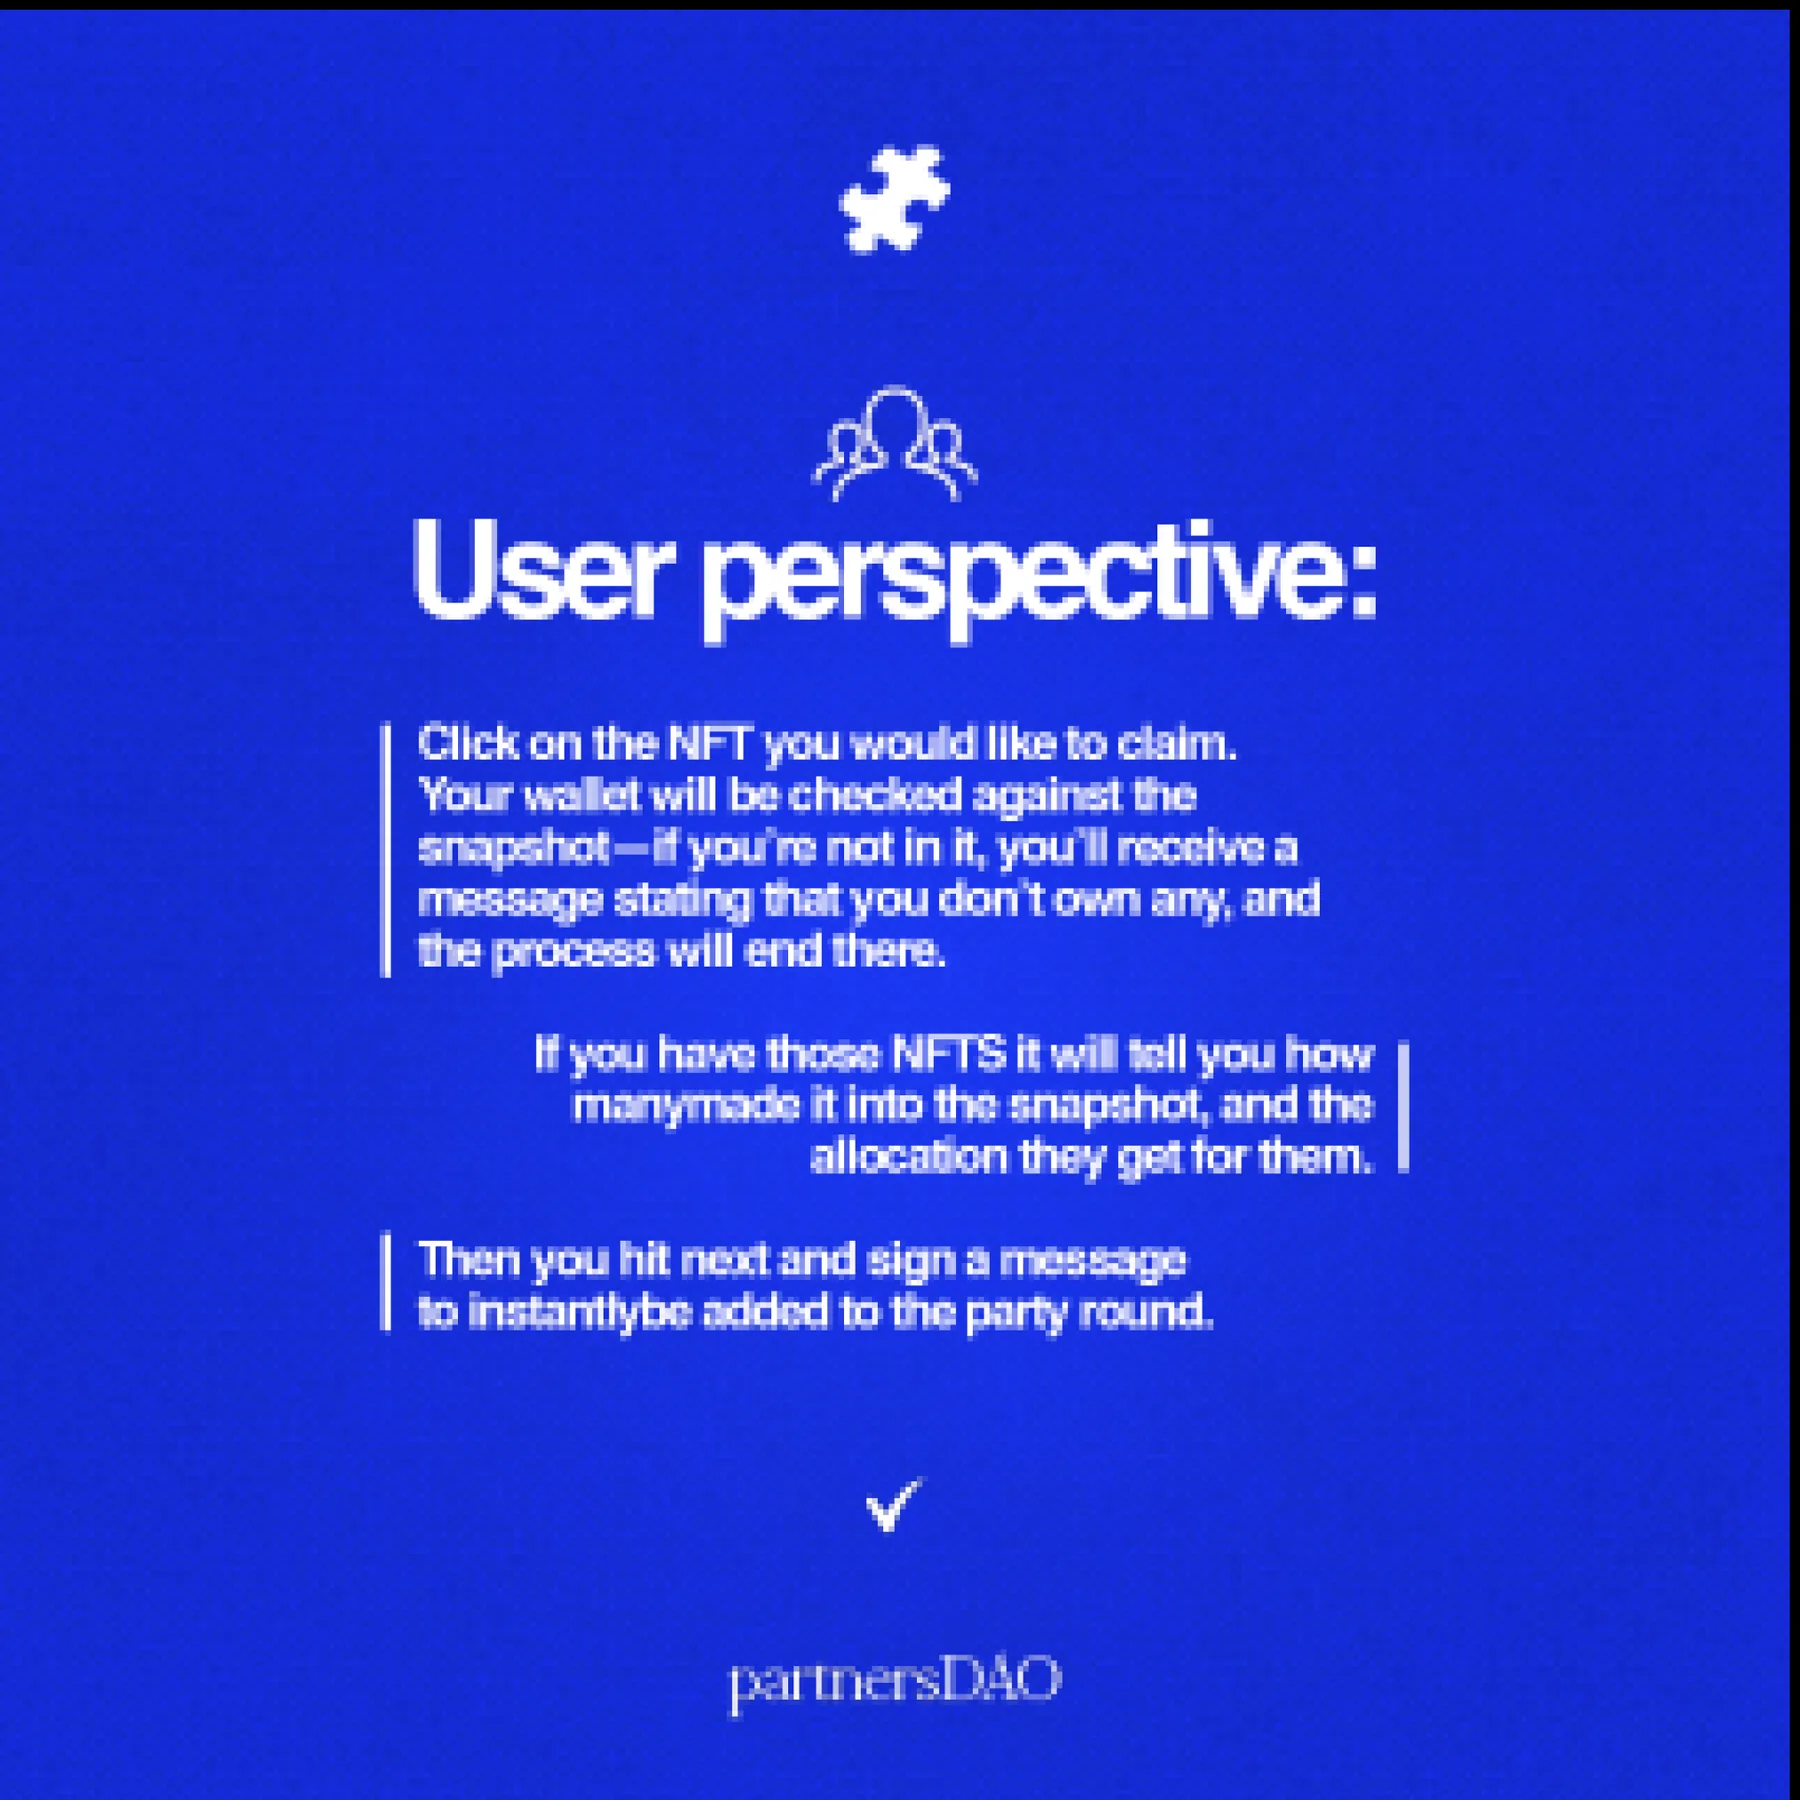 User perspective:
Click on the NFT you would like to claim.
Your wallet will be checked against the
snapshot—if you're not in it, you'll receive a
message stating that you don't own any, and
the process will end there.
If you have those NFTS it will tell you how
manymade it into the snapshot, and the
allocation they get for them.
Then you hit next and sign a message
to instantlybe added to the party round.
partnersDAO